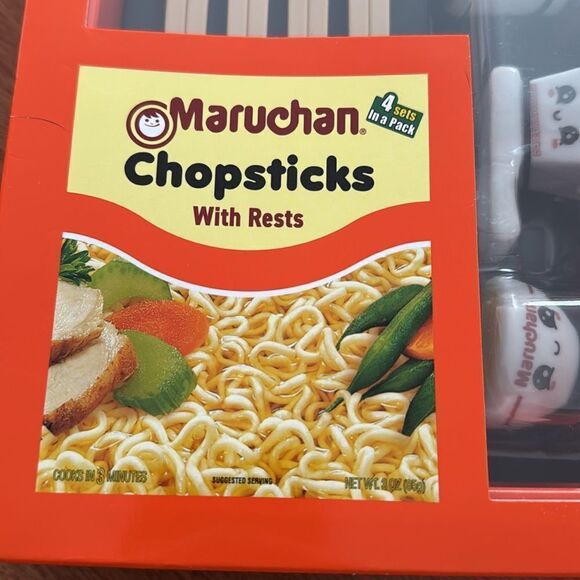 Maruchan®
4 sets
in a Pack
Chopsticks
With Rests
Maruchan
COOKS IN 3 MINUTES
SUGGESTED SERVING
NET WT. 3 OZ (85g)